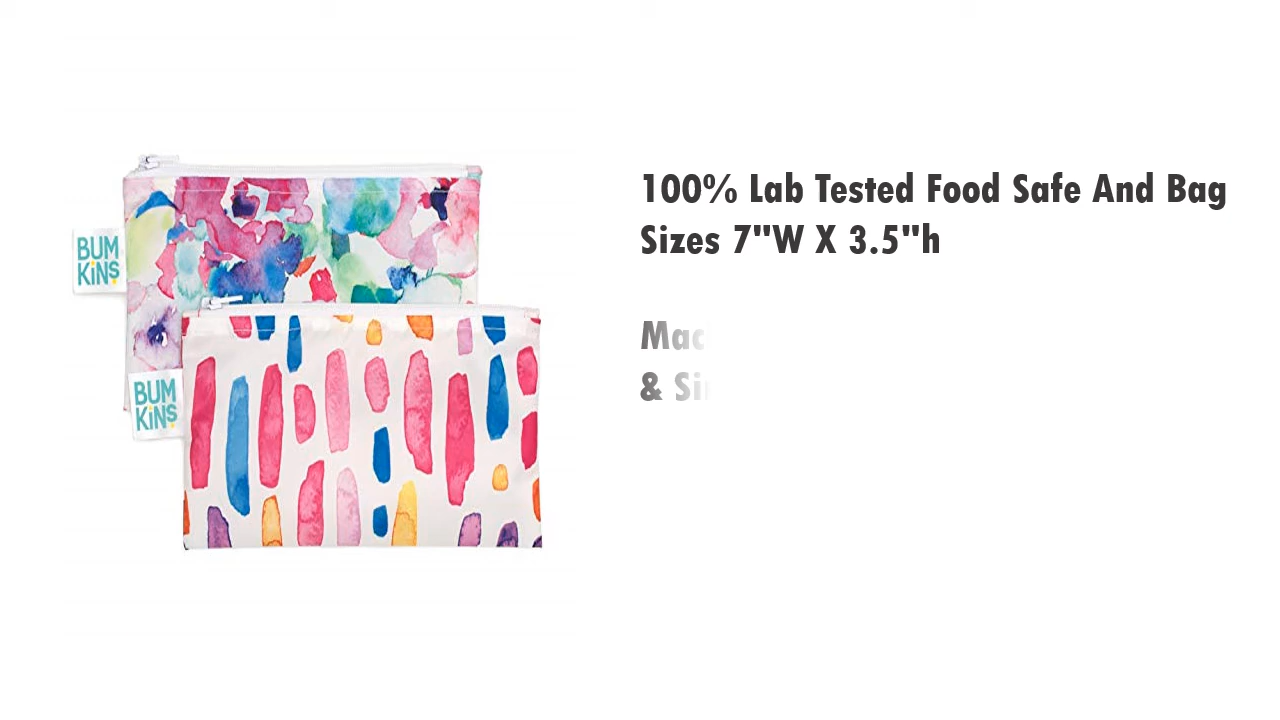 BUM
KiNS
BUM
KiNS
100% Lab Tested Food Safe And Bag
Sizes 7"W X 3.5"h
&